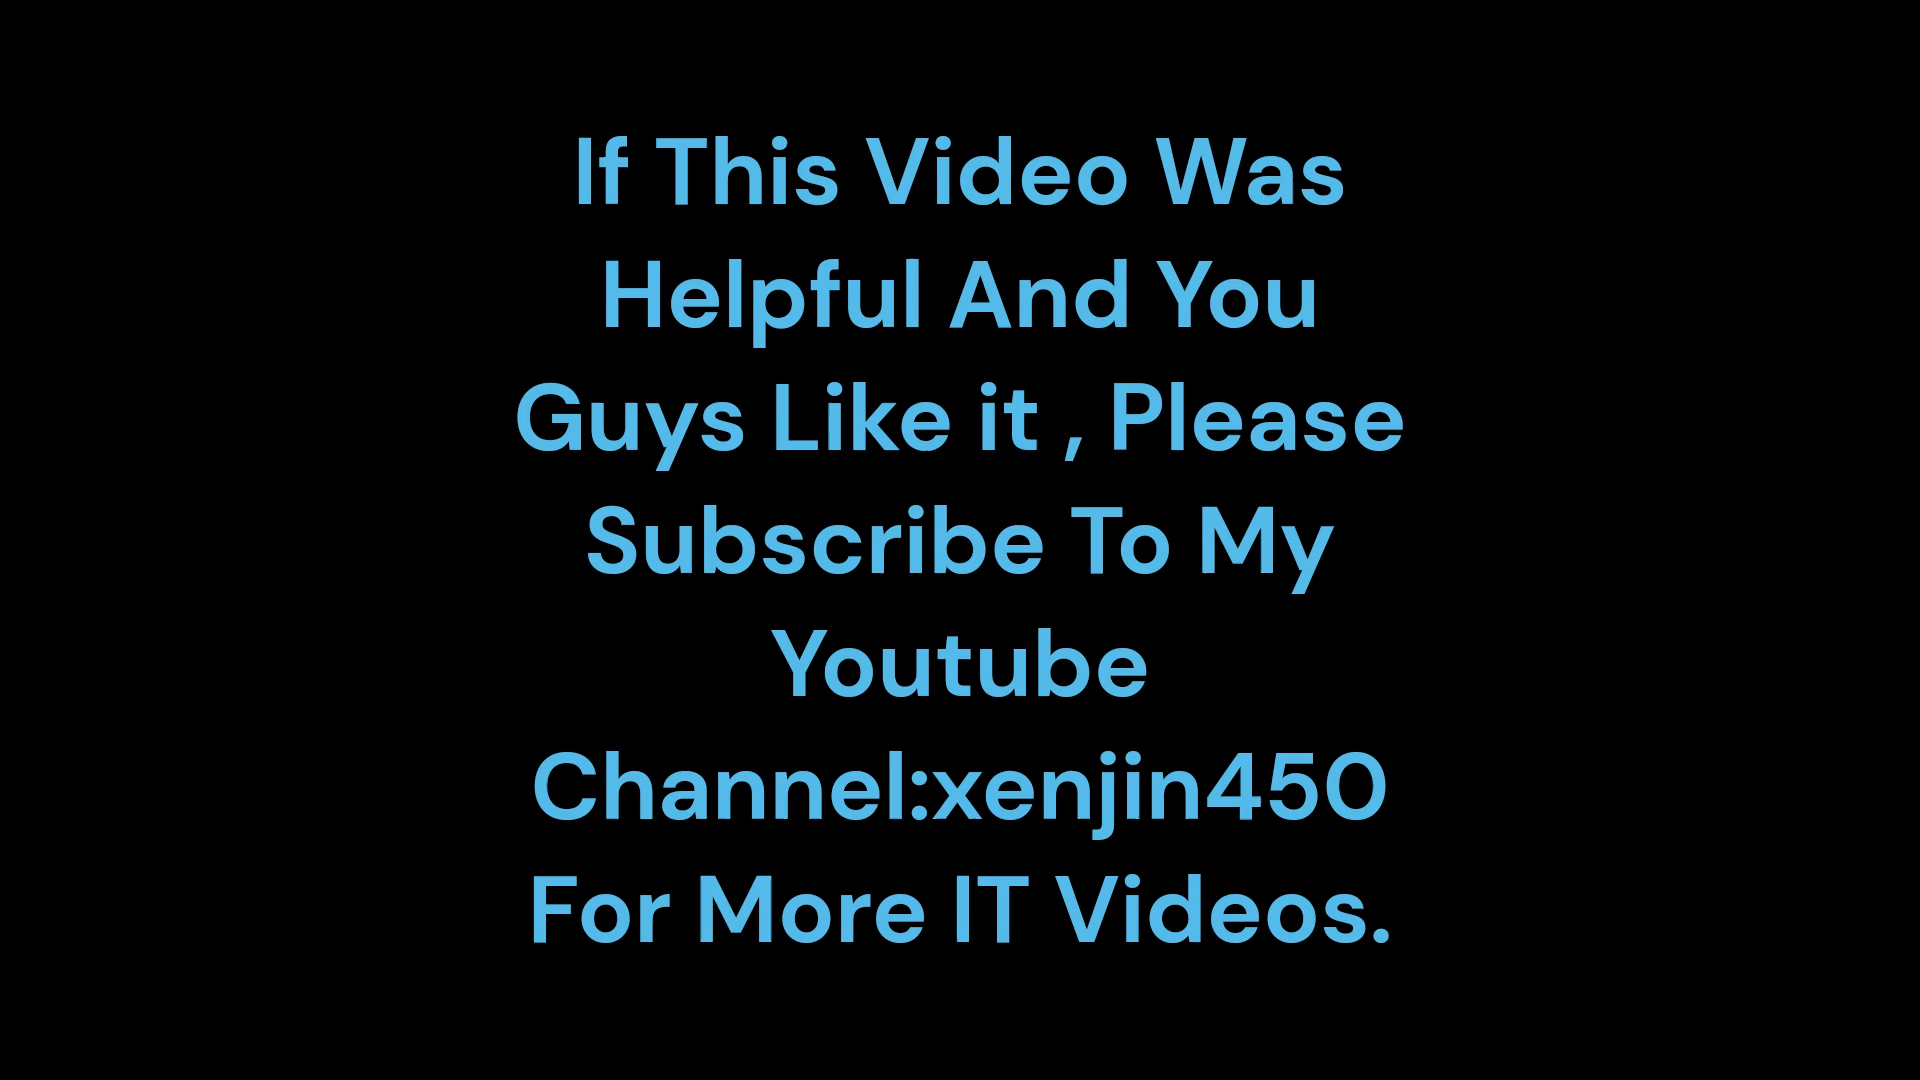 If This Video Was
Helpful And You
Guys Like it , Please
Subscribe To My
Youtube
Channel:xenjin450
For More IT Videos.